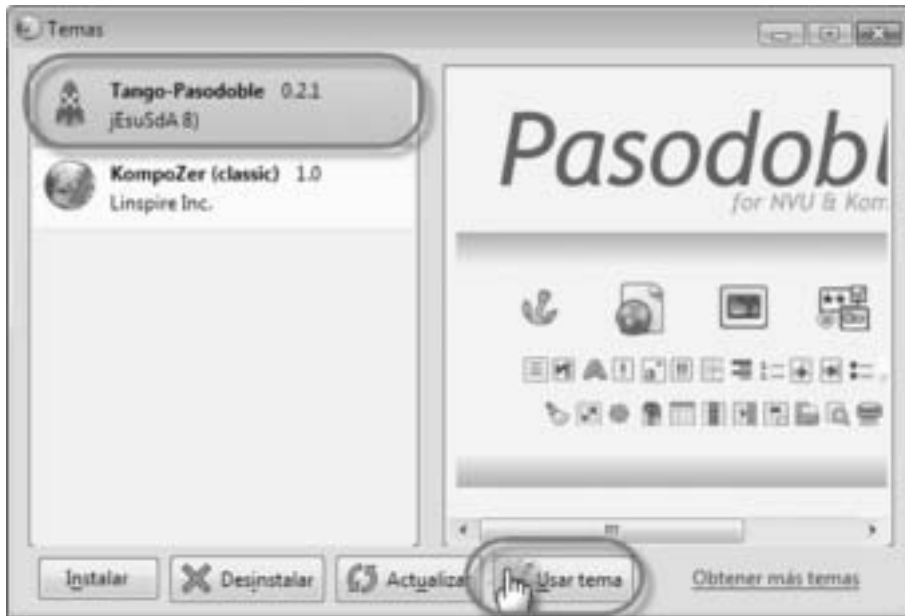 Temas
Tango-Pasodoble 0.2.1
jEsuSdA 8)
KompoZer (classic) 1.0
Linspire Inc.
Pasodobl
for NVU & Kom
Instalar
Desinstalar
Actualiza
Usar tema
Obtener más temas